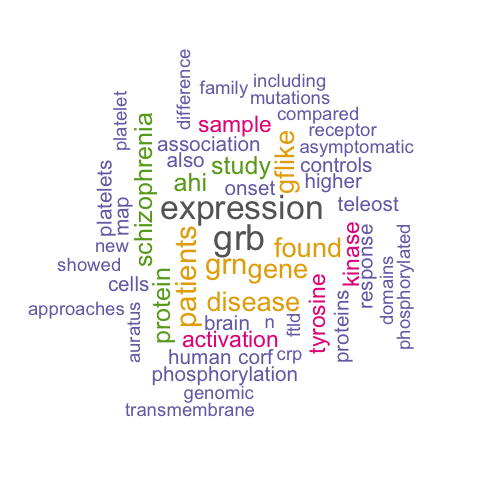 difference
family
including
mutations
platelet
sample
compared
receptor
schizophrenia
association
asymptomatic
also
study
gflike
controls
platelets
ahi
onset
higher
map
expression
teleost
new
patients
grb
found
kinase
response
showed
protein
grn
gene
domains
phosphorylated
cells
disease
tyrosine
approaches
auratus
brain
n
ftld
proteins
activation
human
corf
crp
phosphorylation
genomic
transmembrane